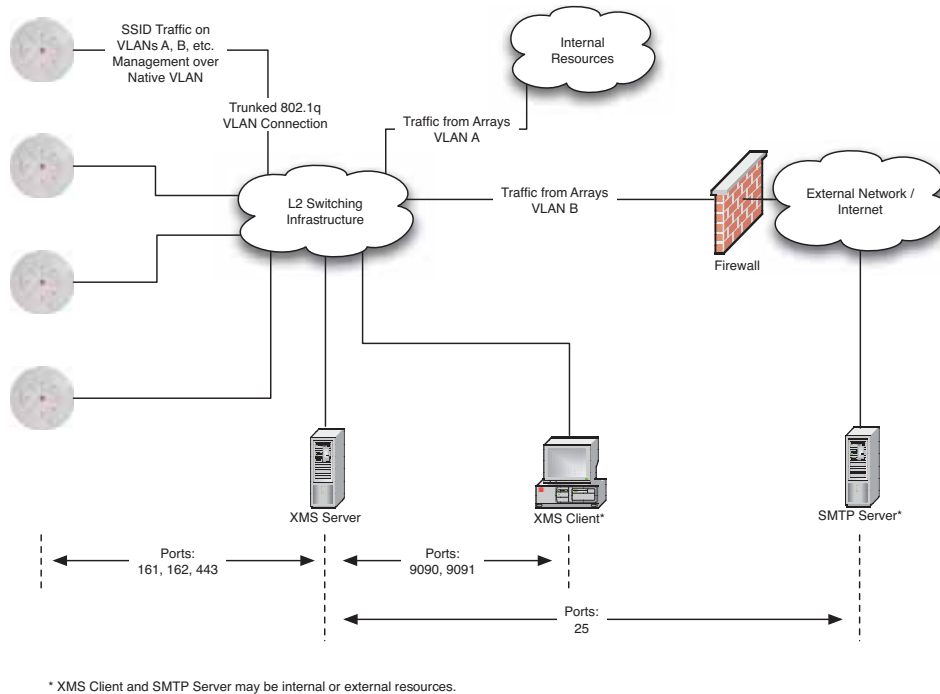 SSID Traffic on
VLANs A, B, etc.
Management over
Native VLAN
Trunked 802.1q
VLAN Connection
Internal
Resources
Traffic from Arrays
VLAN A
L2 Switching
Infrastructure
Traffic from Arrays
VLAN B
Firewall
External Network /
Internet
XMS Server
XMS Client*
SMTP Server*
Ports:
161, 162, 443
Ports:
9090, 9091
Ports:
25
* XMS Client and SMTP Server may be internal or external resources.